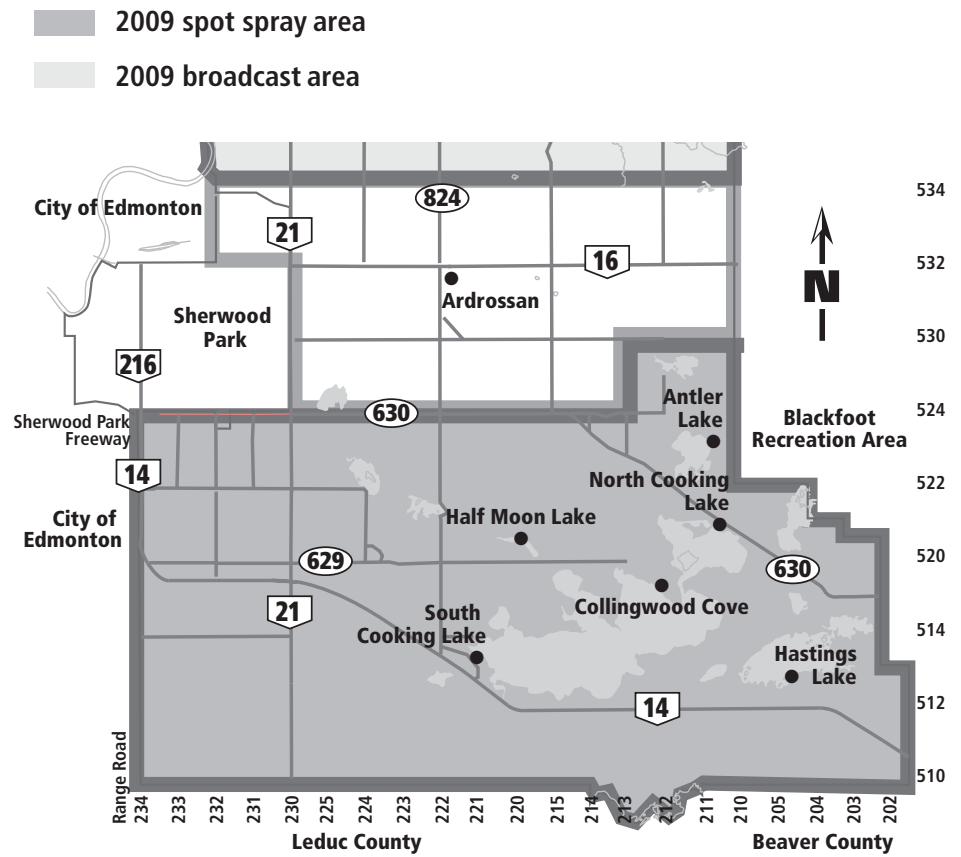 2009 spot spray area
2009 broadcast area
534
City of Edmonton
824
21
532
16
N
Ardrossan
Sherwood
Park
530
216
Antler
Lake
524
630
Sherwood Park
Freeway
Blackfoot
Recreation Area
14
522
North Cooking
Lake
City of
Edmonton
Half Moon Lake
520
629
630
Collingwood Cove
21
South
Cooking Lake
514
Hastings
Lake
512
14
510
Range Road
234
233
232
231
230
225
224
223
222
221
220
215
214
213
212
211
210
205
204
203
202
Leduc County
Beaver County